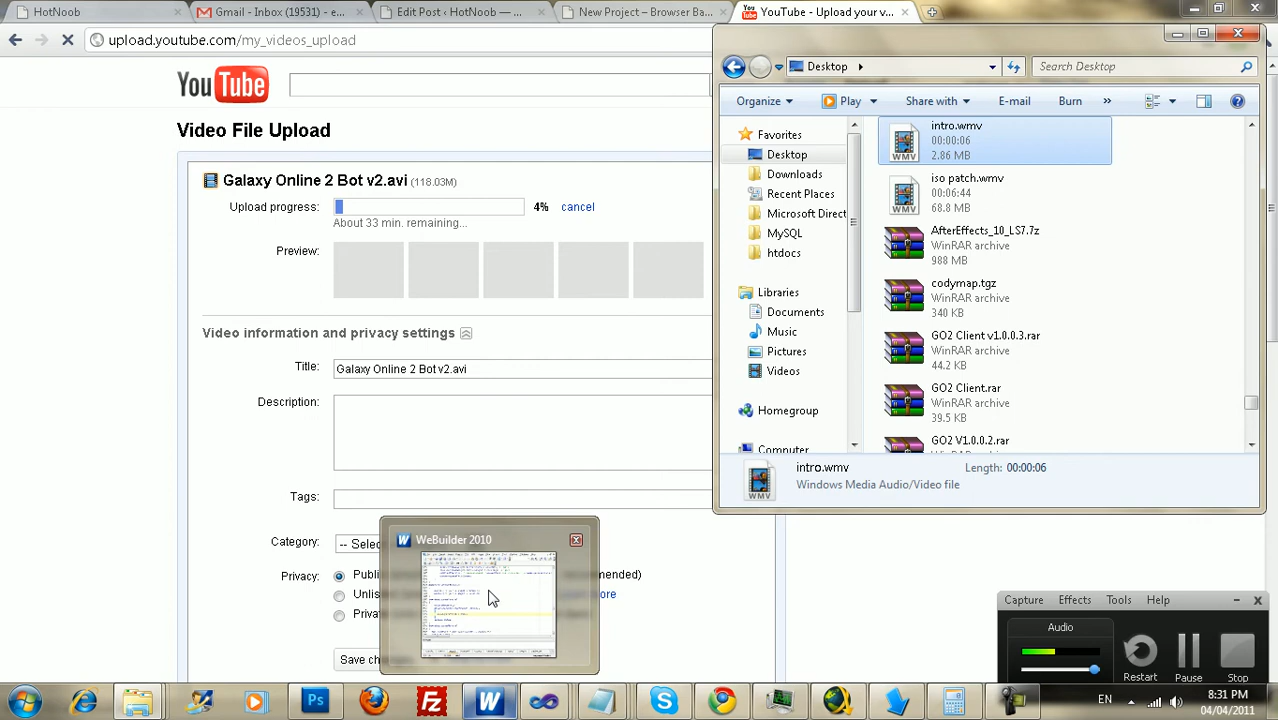 HotNoob
Gmail - Inbox (19531) - e...
Edit Post ‹ HotNoob — ...
New Project – Browser Ba...
YouTube - Upload your v...
upload.youtube.com/my_videos_upload
YouTube
Video File Upload
Galaxy Online 2 Bot v2.avi (118.03M)
Upload progress:
4%
cancel
About 33 min. remaining...
Preview:
Video information and privacy settings
Title:
Galaxy Online 2 Bot v2.avi
Description:
Tags:
Category:
-- Selec
Privacy:
Publi
mmended)
Unlis
ore
Priva
Save cha
WeBuilder 2010
Desktop
Search Desktop
Organize
Play
Share with
E-mail
Burn
»
Favorites
Desktop
Downloads
Recent Places
Microsoft Direct
MySQL
htdocs
Libraries
Documents
Music
Pictures
Videos
Homegroup
Computer
intro.wmv
00:00:06
2.86 MB
iso patch.wmv
00:06:44
68.8 MB
AfterEffects_10_LS7.7z
WinRAR archive
988 MB
codymap.tgz
WinRAR archive
340 KB
GO2 Client v1.0.0.3.rar
WinRAR archive
44.2 KB
GO2 Client.rar
WinRAR archive
39.5 KB
GO2 V1.0.0.2.rar
WMV
WMV
WMV
intro.wmv
Length: 00:00:06
Windows Media Audio/Video file
Capture
Effects
Tools
Help
Audio
Restart
Pause
Stop
Ps
Fz
W
EN
8:31 PM
04/04/2011